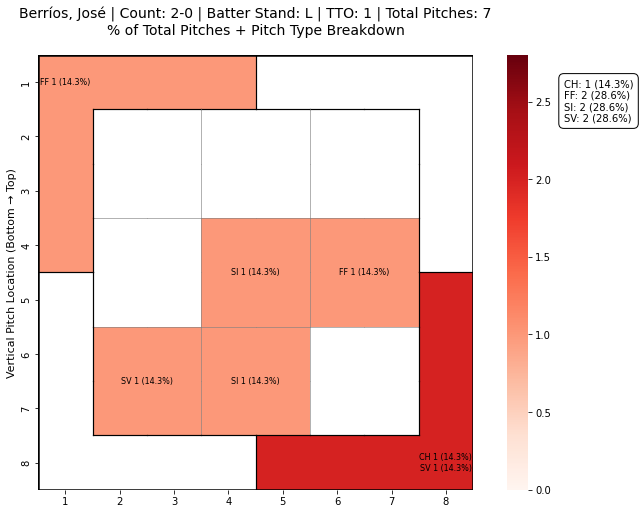 Berríos, José | Count: 2-0 | Batter Stand: L | TTO: 1 | Total Pitches: 7
% of Total Pitches + Pitch Type Breakdown
FF 1 (14.3%)
SI 1 (14.3%)
FF 1 (14.3%)
SV 1 (14.3%)
SI 1 (14.3%)
CH 1 (14.3%)
SV 1 (14.3%)
Vertical Pitch Location (Bottom → Top)
1
2
3
4
5
6
7
8
1
2
3
4
5
6
7
8
2.5
2.0
1.5
1.0
0.5
0.0
CH: 1 (14.3%)
FF: 2 (28.6%)
SI: 2 (28.6%)
SV: 2 (28.6%)